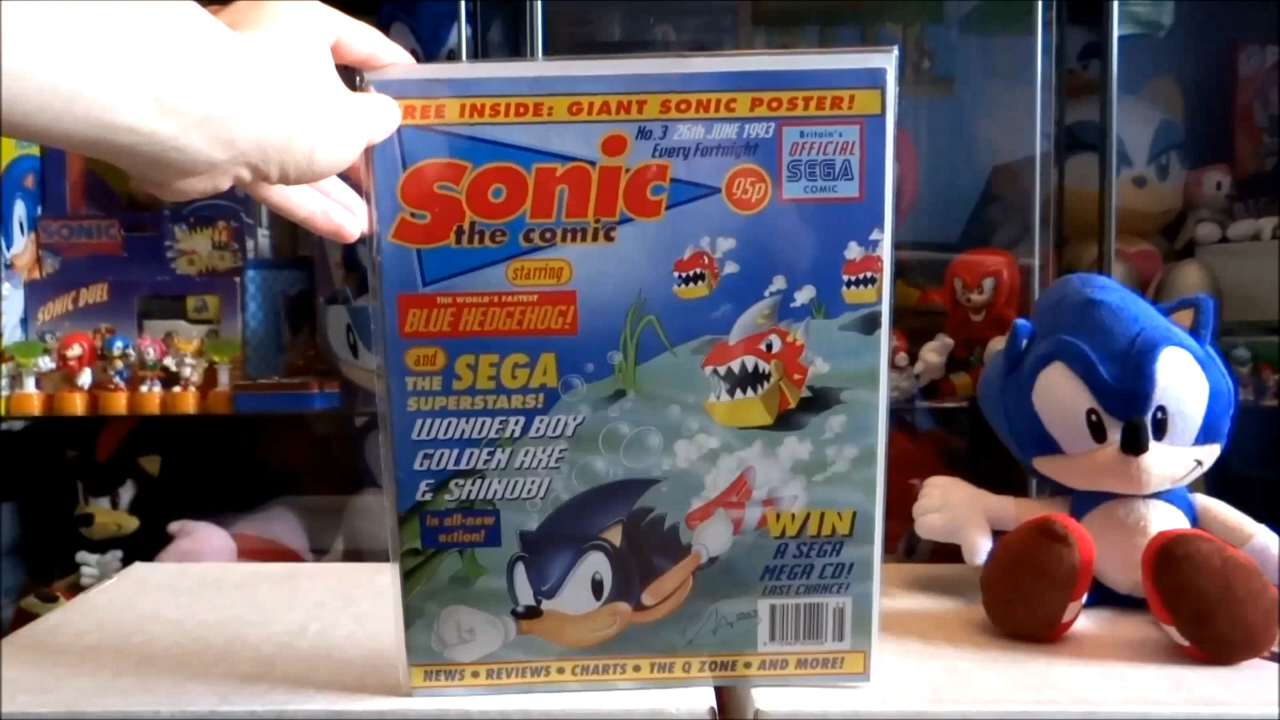 REE INSIDE: GIANT SONIC POSTER!
No.3 26th JUNE 1993
Every Fortnight
Britain's
OFFICIAL
SEGA
COMIC
95p
Sonic
the comic
starring
THE WORLD'S FASTEST
BLUE HEDGEHOG!
and
THE SEGA
SUPERSTARS!
WONDER BOY
GOLDEN AXE
& SHINOBI
in all-new
action!
WIN
A SEGA
MEGA CD!
LAST CHANCE!
NEWS • REVIEWS • CHARTS • THE Q ZONE • AND MORE!
SONIC
SONIC DUEL